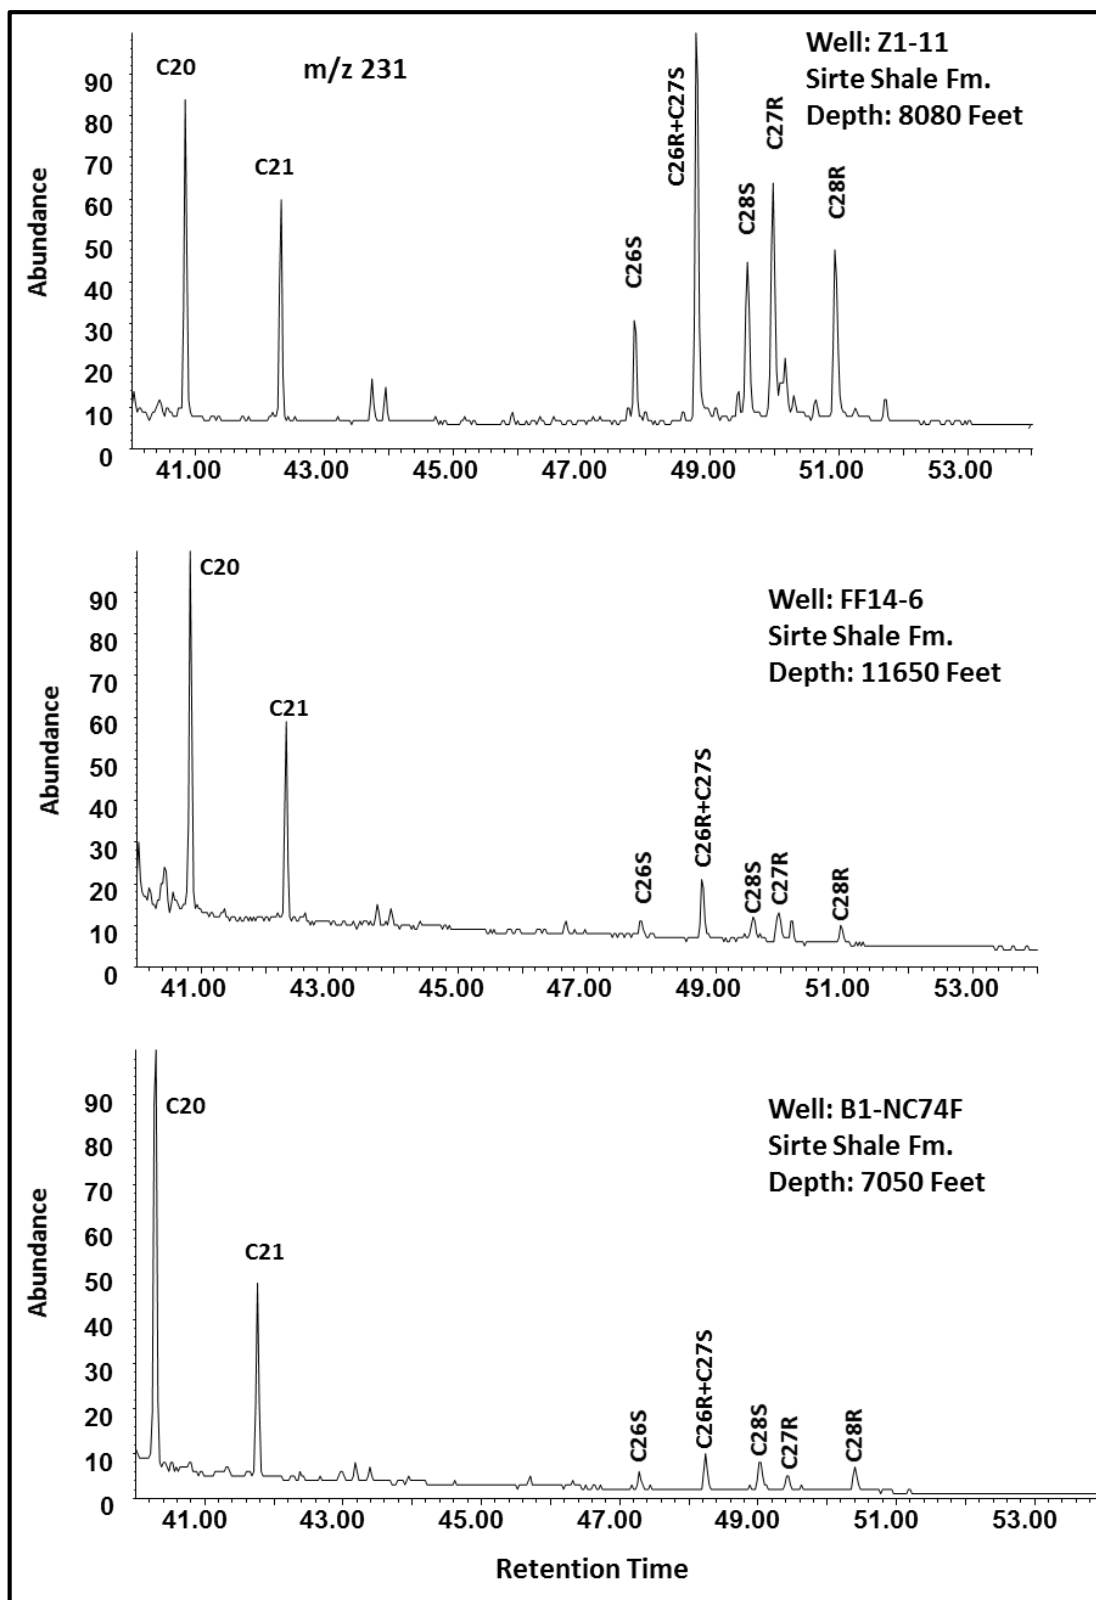 m/z 231
Well: Z1-11
Sirte Shale Fm.
Depth: 8080 Feet
C20
C21
C26S
C26R+C27S
C28S
C27R
C28R
Abundance
90
80
70
60
50
40
30
20
10
0
41.00 43.00 45.00 47.00 49.00 51.00 53.00
Well: FF14-6
Sirte Shale Fm.
Depth: 11650 Feet
C20
C21
C26S
C26R+C27S
C28S
C27R
C28R
Abundance
90
80
70
60
50
40
30
20
10
0
41.00 43.00 45.00 47.00 49.00 51.00 53.00
Well: B1-NC74F
Sirte Shale Fm.
Depth: 7050 Feet
C20
C21
C26S
C26R+C27S
C28S
C27R
C28R
Abundance
90
80
70
60
50
40
30
20
10
0
41.00 43.00 45.00 47.00 49.00 51.00 53.00
Retention Time